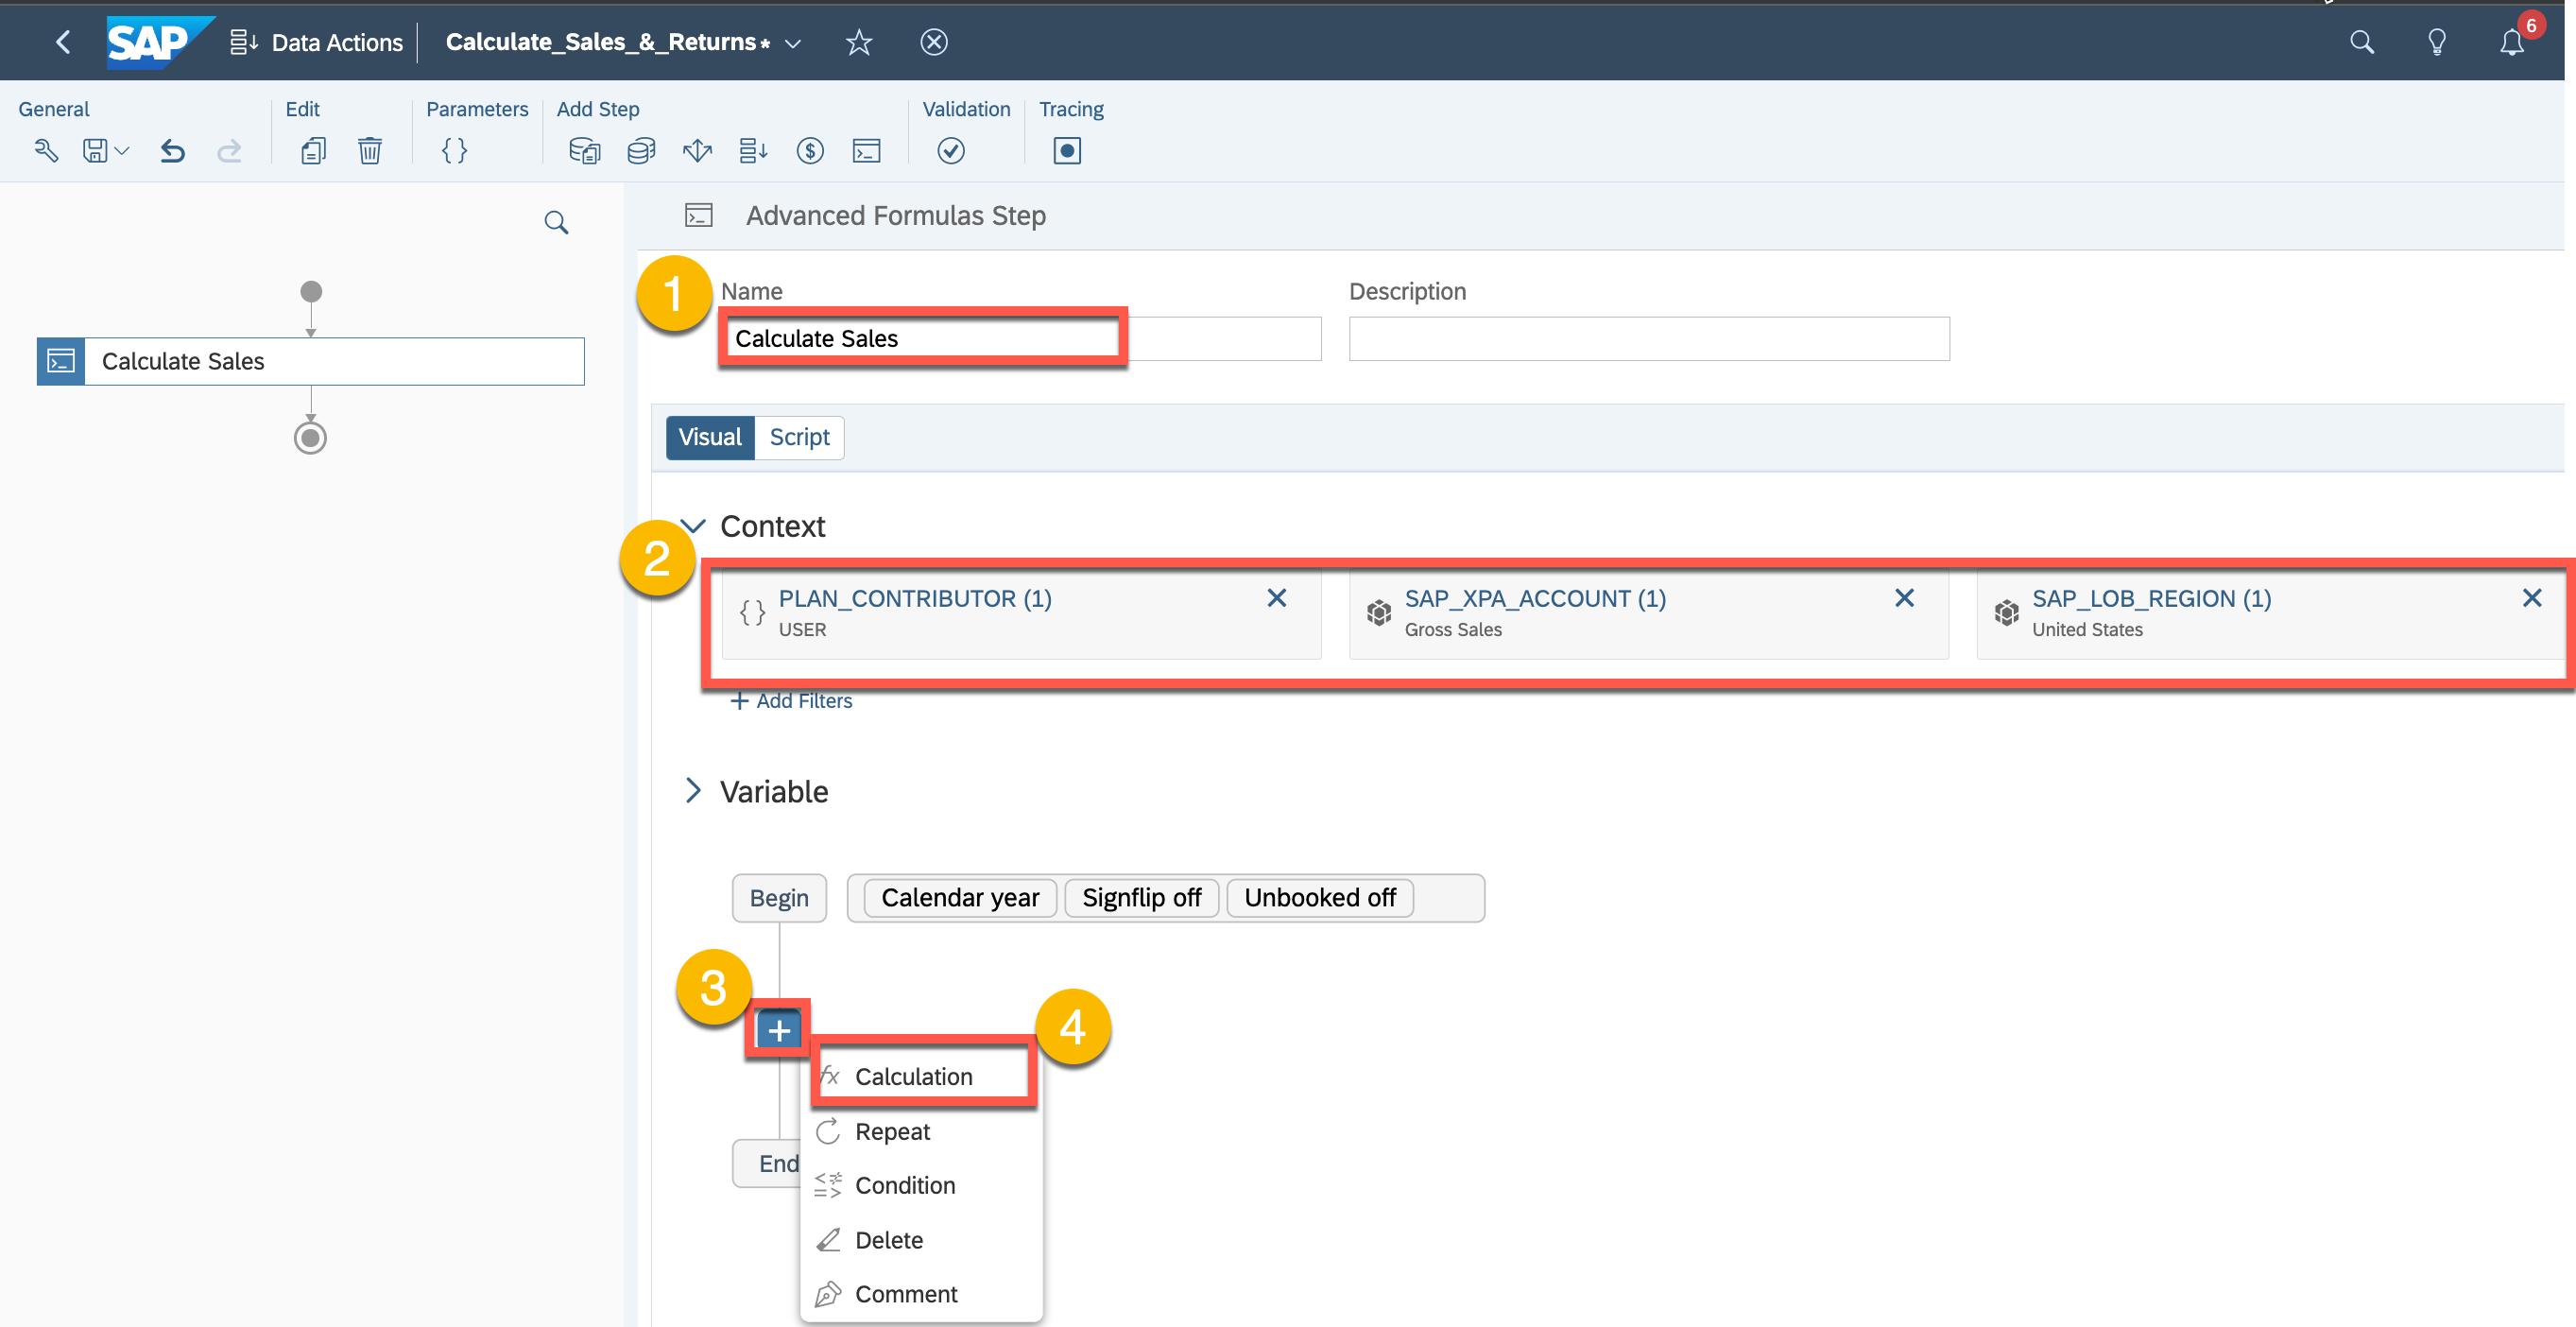 SAP Data Actions Calculate_Sales_&_Returns* 6
General Edit Parameters Add Step Validation Tracing
Advanced Formulas Step
1 Name Description
Calculate Sales
Calculate Sales
Visual Script
2 Context
PLAN_CONTRIBUTOR (1) SAP_XPA_ACCOUNT (1) SAP_LOB_REGION (1)
USER Gross Sales United States
+ Add Filters
Variable
Begin Calendar year Signflip off Unbooked off
3
4
fx Calculation
Repeat
End
Condition
Delete
Comment